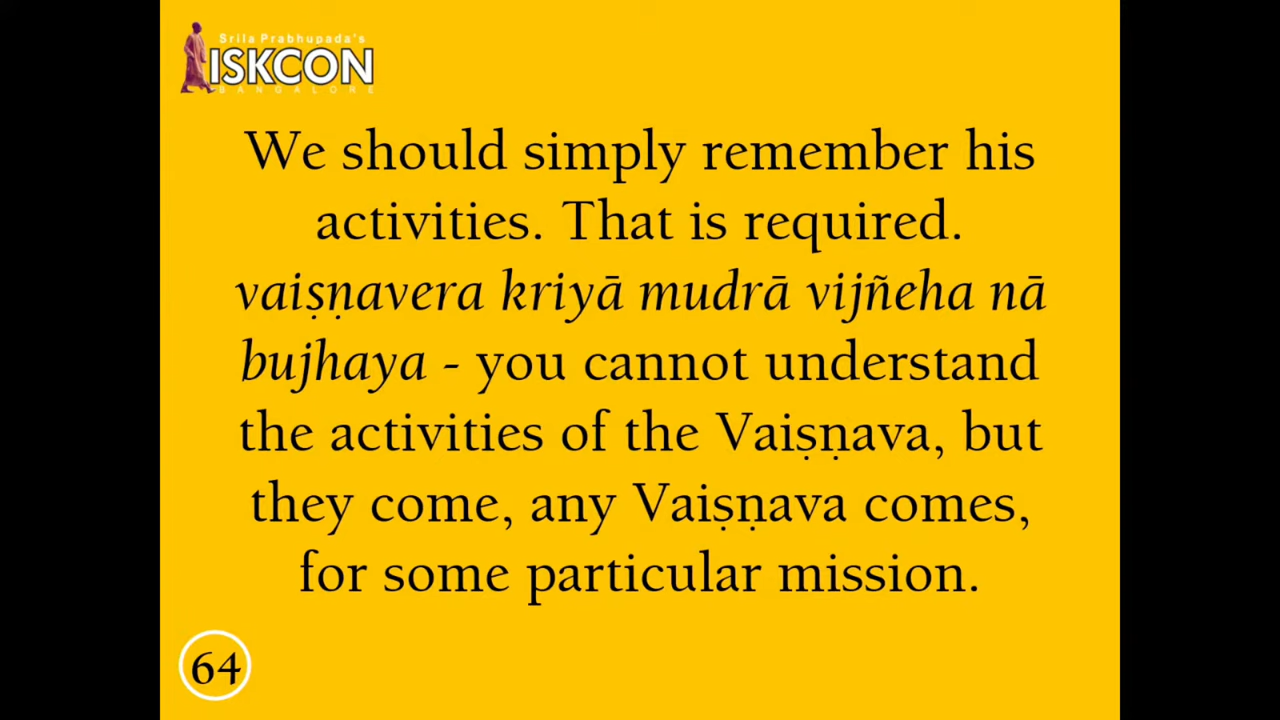 Srila Prabhupada's
ISKCON
BANGALORE
We should simply remember his
activities. That is required.
vaiṣṇavera kriyā mudrā vijñeha nā
bujhaya - you cannot understand
the activities of the Vaiṣṇava, but
they come, any Vaiṣṇava comes,
for some particular mission.
64